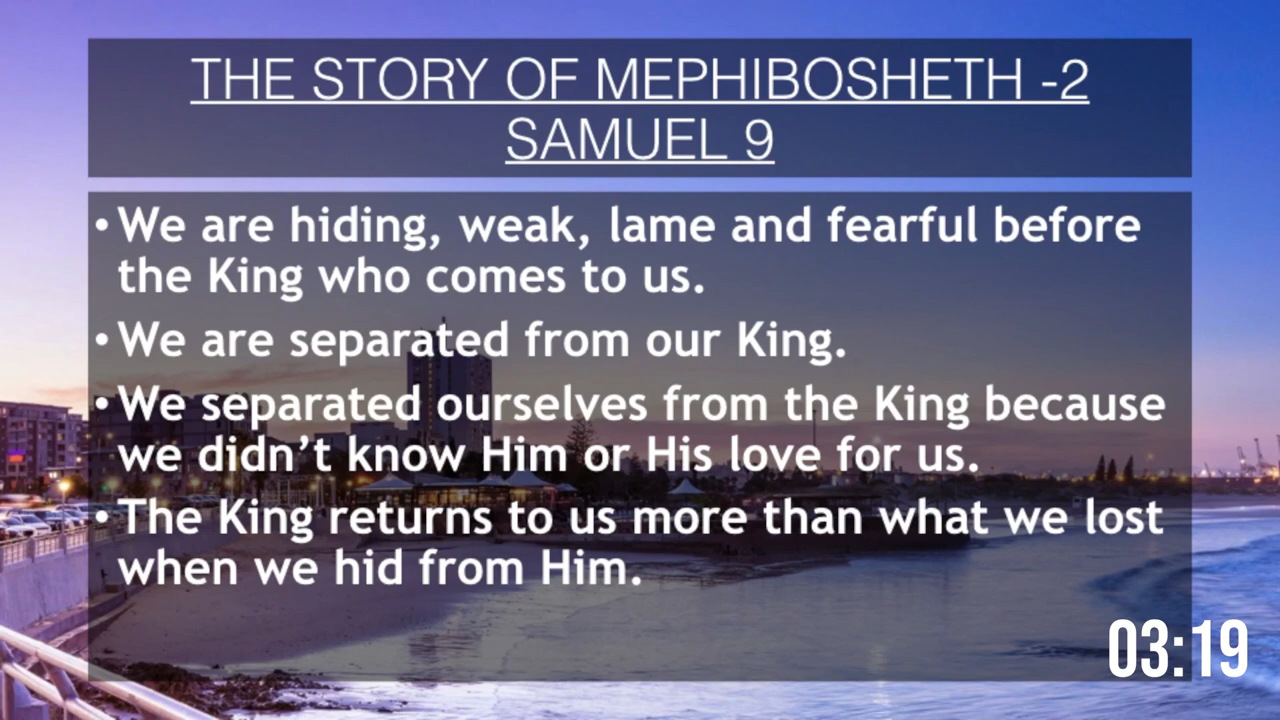 THE STORY OF MEPHIBOSHETH -2
SAMUEL 9
• We are hiding, weak, lame and fearful before
the King who comes to us.
• We are separated from our King.
• We separated ourselves from the King because
we didn’t know Him or His love for us.
• The King returns to us more than what we lost
when we hid from Him.
03:19